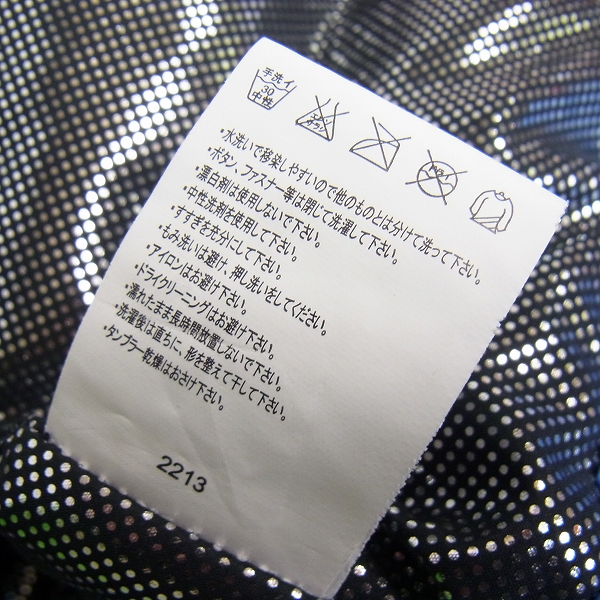 手洗イ
30
中性
エンソ
サラシ
ドライ
・水洗いで移染しやすいので他のものとは分けて洗って下さい。
・ボタン、ファスナー等は閉じて洗濯して下さい。
・漂白剤は使用しないで下さい。
・中性洗剤を使用して下さい。
・すすぎを充分にして下さい。
・もみ洗いは避け、押し洗いをしてください。
・アイロンはお避け下さい。
・ドライクリーニングはお避け下さい。
・濡れたまま長時間放置しないで下さい。
・洗濯後は直ちに、形を整えて干して下さい。
・タンブラー乾燥はおさけ下さい。
2213